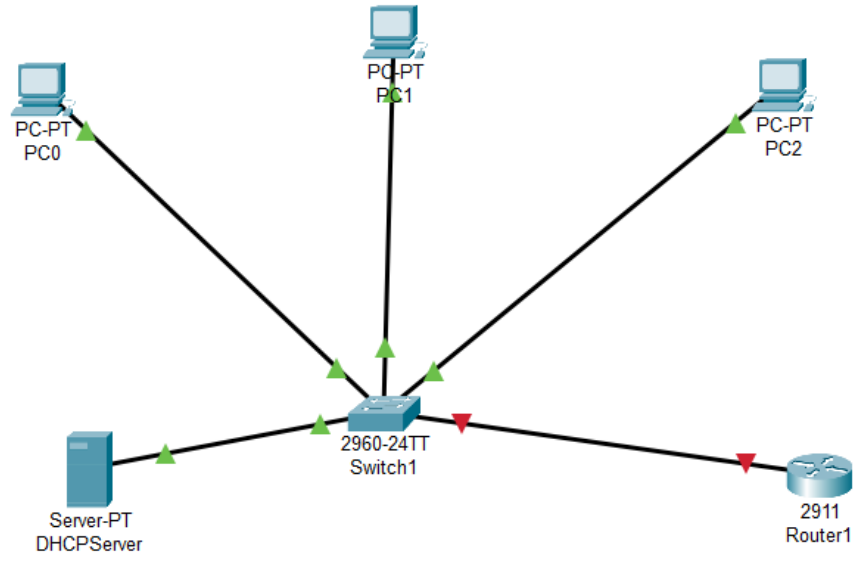 PC-PT
PC0
PC-PT
PC1
PC-PT
PC2
2960-24TT
Switch1
Server-PT
DHCPServer
2911
Router1